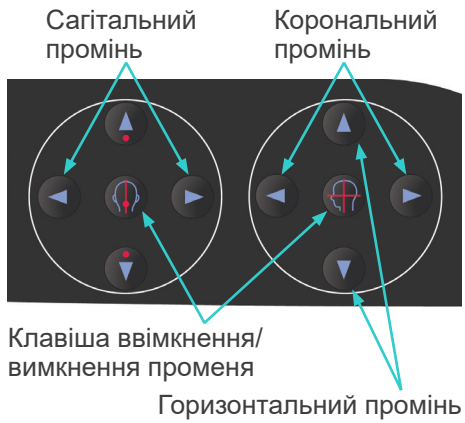 Сагітальний
промінь
Корональний
промінь
Клавіша ввімкнення/
вимкнення променя
Горизонтальний промінь